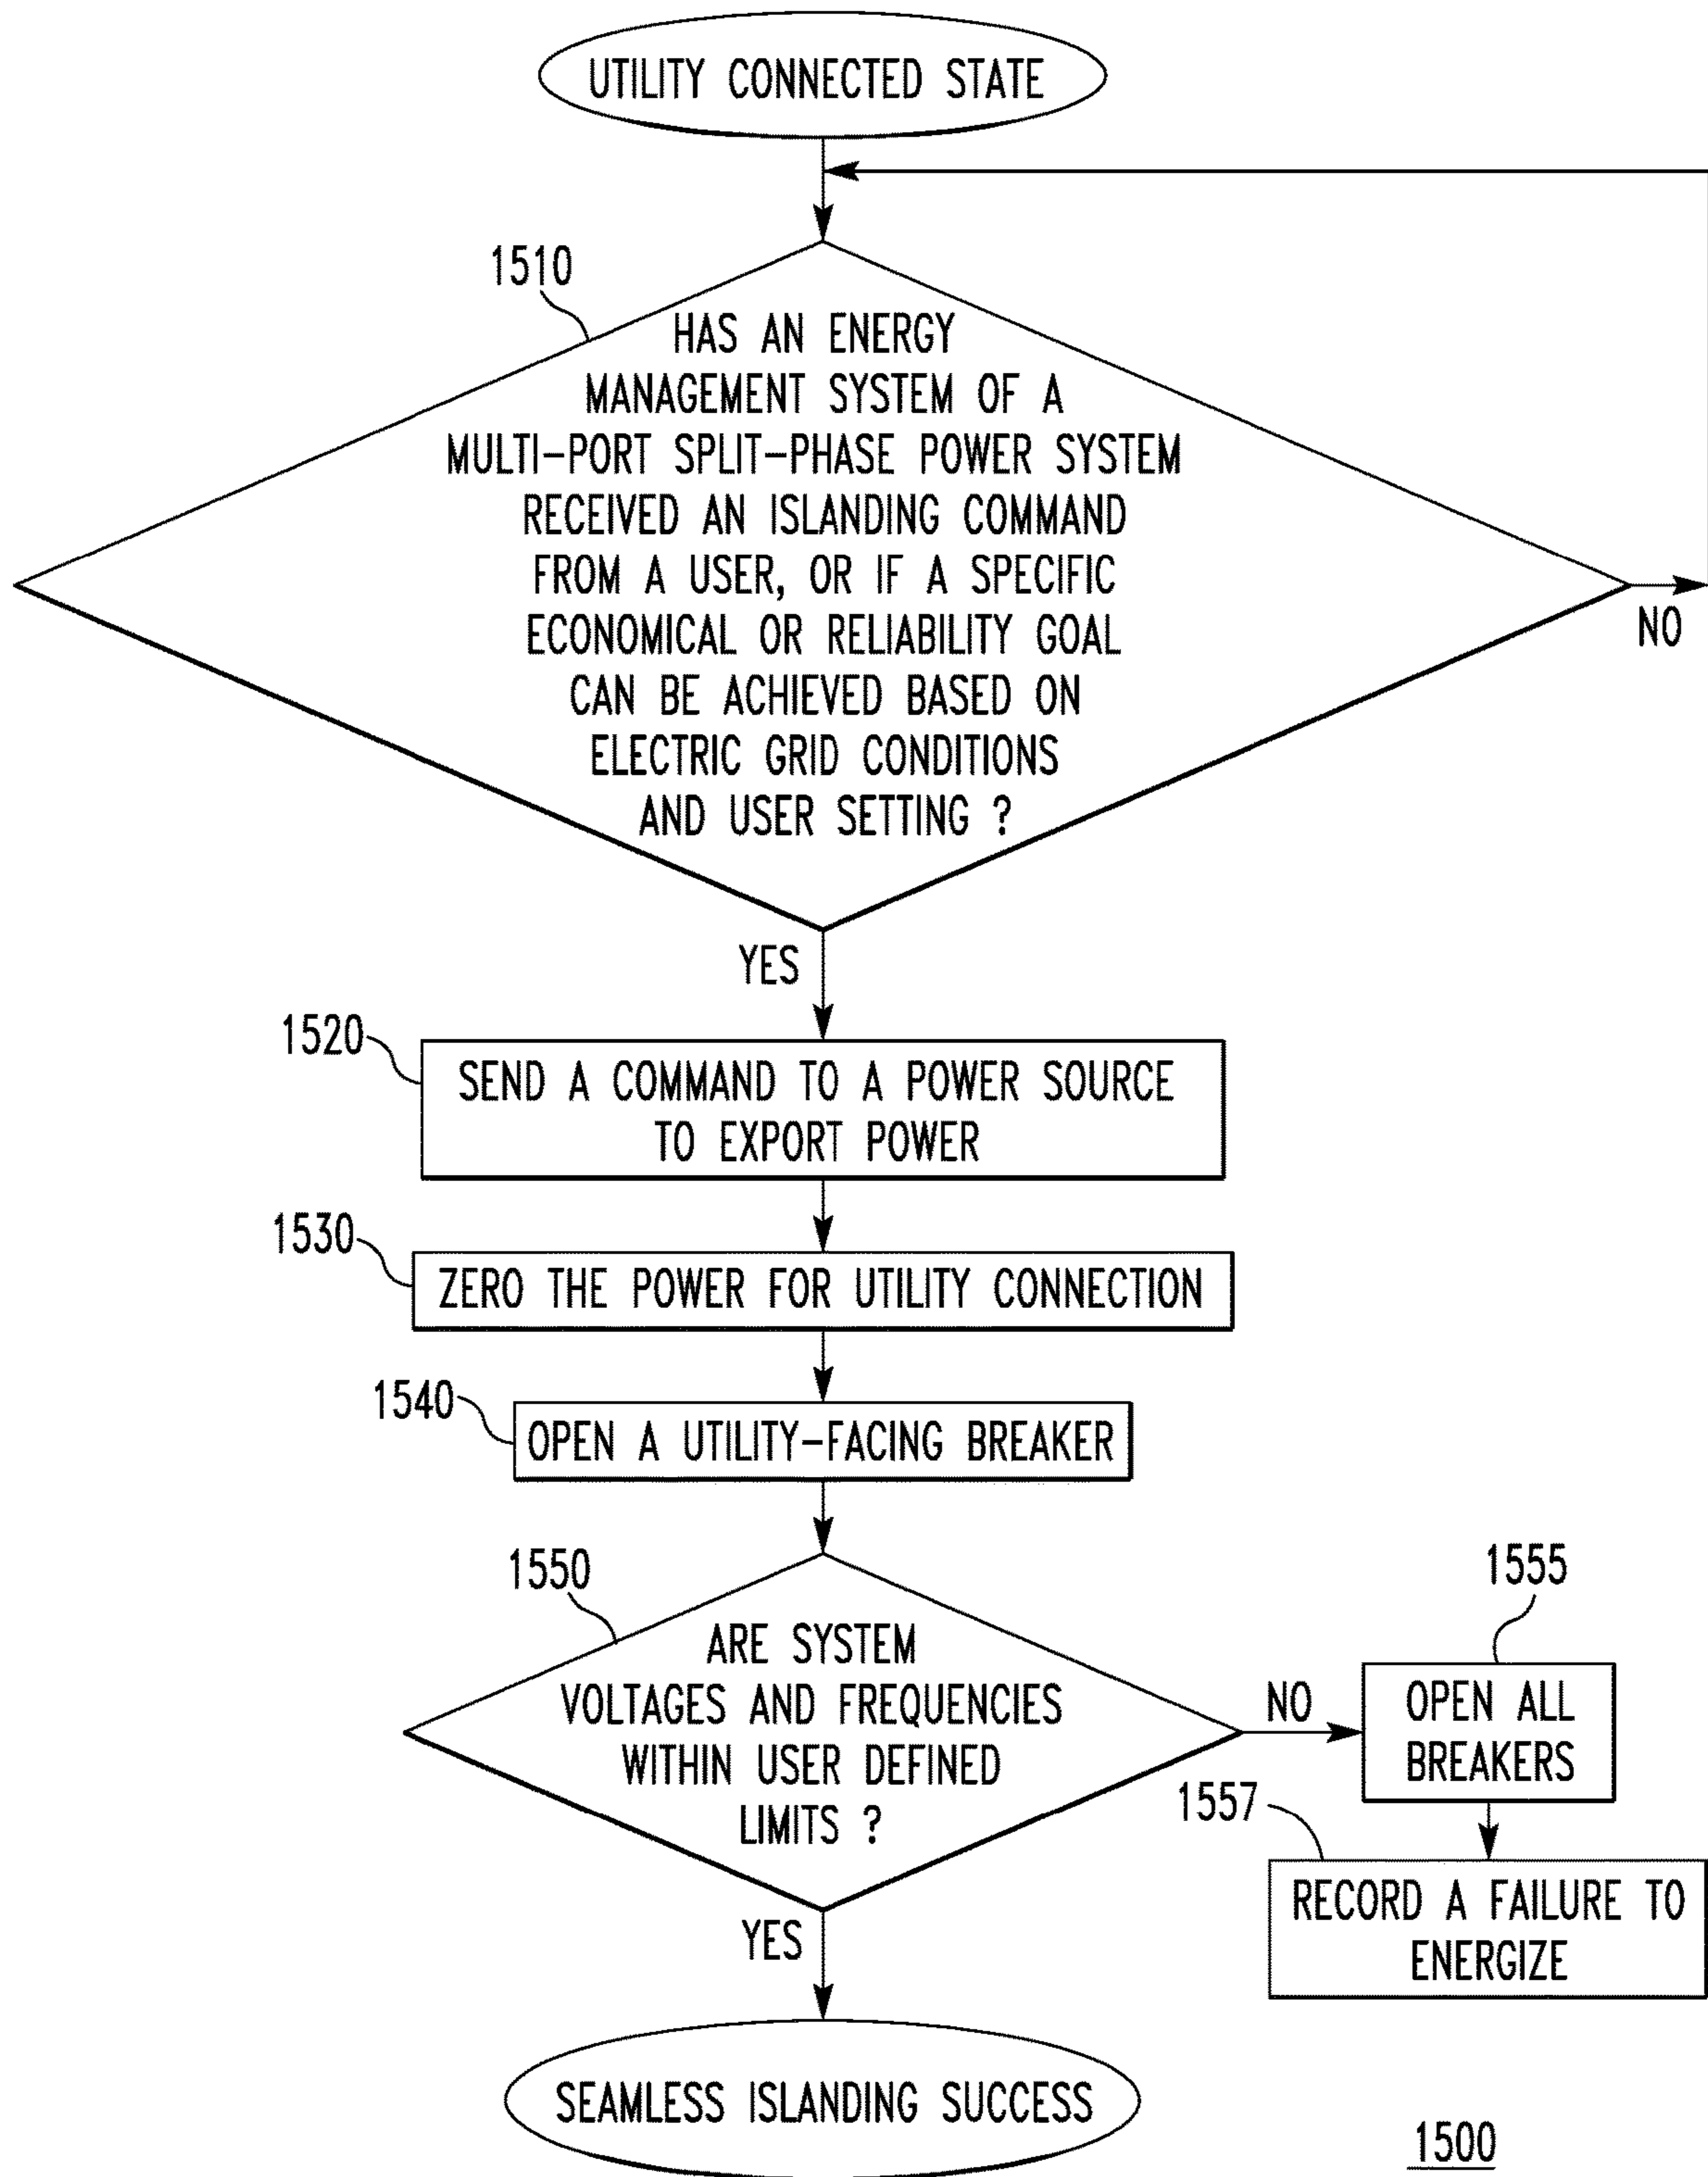 UTILITY CONNECTED STATE
1510
HAS AN ENERGY
MANAGEMENT SYSTEM OF A
MULTI-PORT SPLIT-PHASE POWER SYSTEM
RECEIVED AN ISLANDING COMMAND
FROM A USER, OR IF A SPECIFIC
ECONOMICAL OR RELIABILITY GOAL
CAN BE ACHIEVED BASED ON
ELECTRIC GRID CONDITIONS
AND USER SETTING ?
NO
YES
1520
SEND A COMMAND TO A POWER SOURCE
TO EXPORT POWER
1530
ZERO THE POWER FOR UTILITY CONNECTION
1540
OPEN A UTILITY-FACING BREAKER
1550
ARE SYSTEM
VOLTAGES AND FREQUENCIES
WITHIN USER DEFINED
LIMITS ?
NO
1555
OPEN ALL
BREAKERS
1557
RECORD A FAILURE TO
ENERGIZE
YES
SEAMLESS ISLANDING SUCCESS
1500